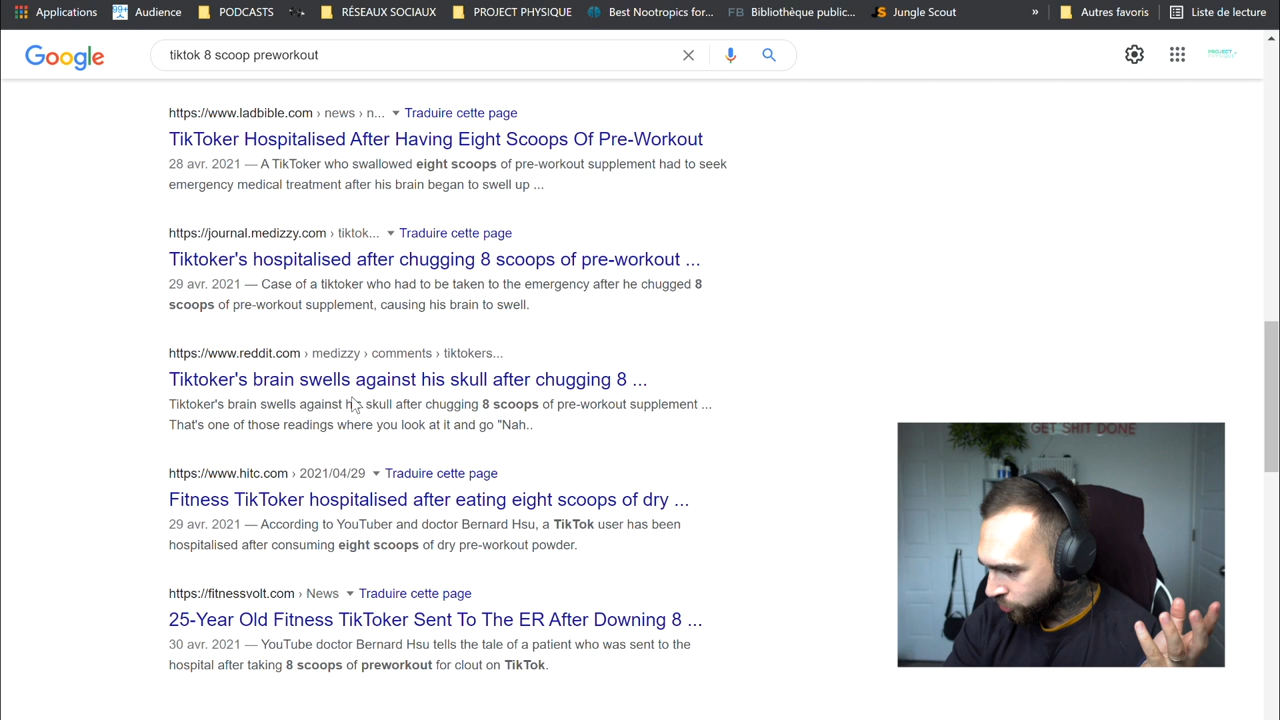 Applications
99+
Audience
PODCASTS
RÉSEAUX SOCIAUX
PROJECT PHYSIQUE
Best Nootropics for...
FB Bibliothèque public...
Jungle Scout
»
Autres favoris
Liste de lecture
Google
tiktok 8 scoop preworkout
PROJECT
https://www.ladbible.com › news › n... Traduire cette page
TikToker Hospitalised After Having Eight Scoops Of Pre-Workout
28 avr. 2021 — A TikToker who swallowed eight scoops of pre-workout supplement had to seek
emergency medical treatment after his brain began to swell up ...
https://journal.medizzy.com › tiktok... Traduire cette page
Tiktoker's hospitalised after chugging 8 scoops of pre-workout ...
29 avr. 2021 — Case of a tiktoker who had to be taken to the emergency after he chugged 8
scoops of pre-workout supplement, causing his brain to swell.
https://www.reddit.com › medizzy › comments › tiktokers...
Tiktoker's brain swells against his skull after chugging 8 ...
Tiktoker's brain swells against his skull after chugging 8 scoops of pre-workout supplement ...
That's one of those readings where you look at it and go "Nah..
https://www.hitc.com › 2021/04/29 Traduire cette page
Fitness TikToker hospitalised after eating eight scoops of dry ...
29 avr. 2021 — According to YouTuber and doctor Bernard Hsu, a TikTok user has been
hospitalised after consuming eight scoops of dry pre-workout powder.
https://fitnessvolt.com › News Traduire cette page
25-Year Old Fitness TikToker Sent To The ER After Downing 8 ...
30 avr. 2021 — YouTube doctor Bernard Hsu tells the tale of a patient who was sent to the
hospital after taking 8 scoops of preworkout for clout on TikTok.
GET SHIT DONE